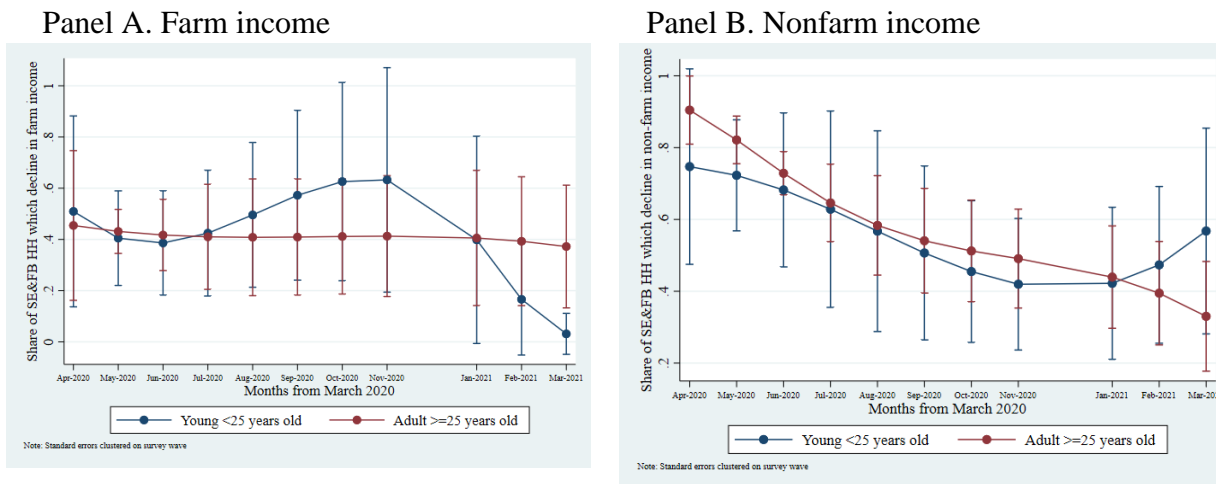 Panel A. Farm income
Share of SE&FB HH which decline in farm income
1
.8
.6
.4
.2
0
Apr-2020 May-2020 Jun-2020 Jul-2020 Aug-2020 Sep-2020 Oct-2020 Nov-2020 Jan-2021 Feb-2021 Mar-2021
Months from March 2020
Young <25 years old Adult >=25 years old
Note: Standard errors clustered on survey wave
Panel B. Nonfarm income
Share of SE&FB HH which decline in non-farm income
1
.8
.6
.4
.2
Apr-2020 May-2020 Jun-2020 Jul-2020 Aug-2020 Sep-2020 Oct-2020 Nov-2020 Jan-2021 Feb-2021 Mar-202
Months from March 2020
Young <25 years old Adult >=25 years old
Note: Standard errors clustered on survey wave